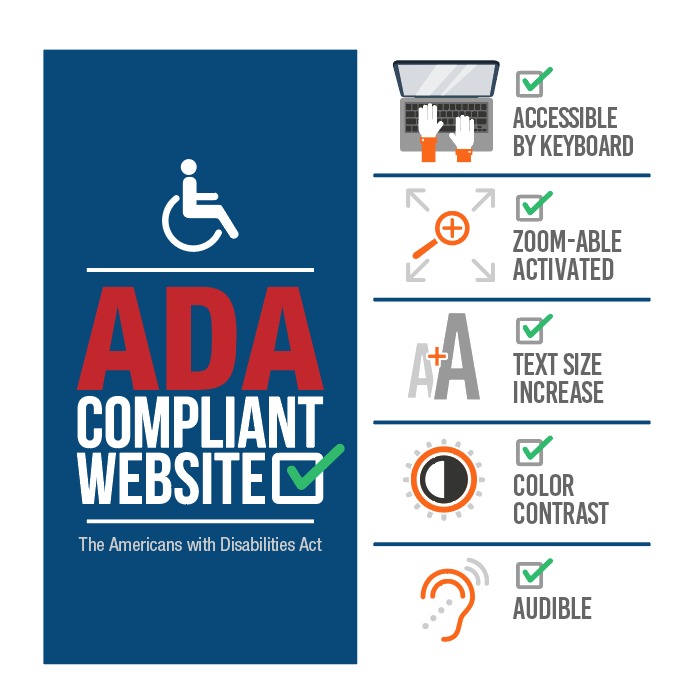 ADA
COMPLIANT
WEBSITE
The Americans with Disabilities Act
ACCESSIBLE
BY KEYBOARD
ZOOM-ABLE
ACTIVATED
A+A
TEXT SIZE
INCREASE
COLOR
CONTRAST
AUDIBLE